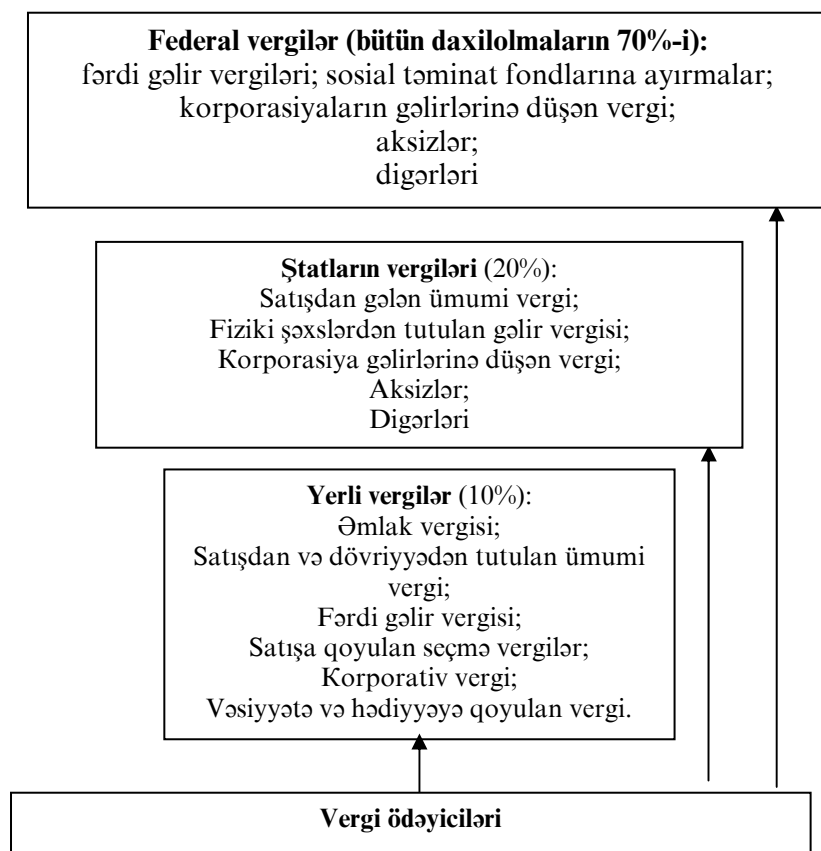 Federal vergilər (bütün daxilolmaların 70%-i):
fərdi gəlir vergiləri; sosial təminat fondlarına ayırmalar;
korporasiyaların gəlirlərinə düşən vergi;
aksizlər;
digərləri
Ştatların vergiləri (20%):
Satışdan gələn ümumi vergi;
Fiziki şəxslərdən tutulan gəlir vergisi;
Korporasiya gəlirlərinə düşən vergi;
Aksizlər;
Digərləri
Yerli vergilər (10%):
Əmlak vergisi;
Satışdan və dövriyyədən tutulan ümumi
vergi;
Fərdi gəlir vergisi;
Satışa qoyulan seçmə vergilər;
Korporativ vergi;
Vəsiyyətə və hədiyyəyə qoyulan vergi.
Vergi ödəyiciləri